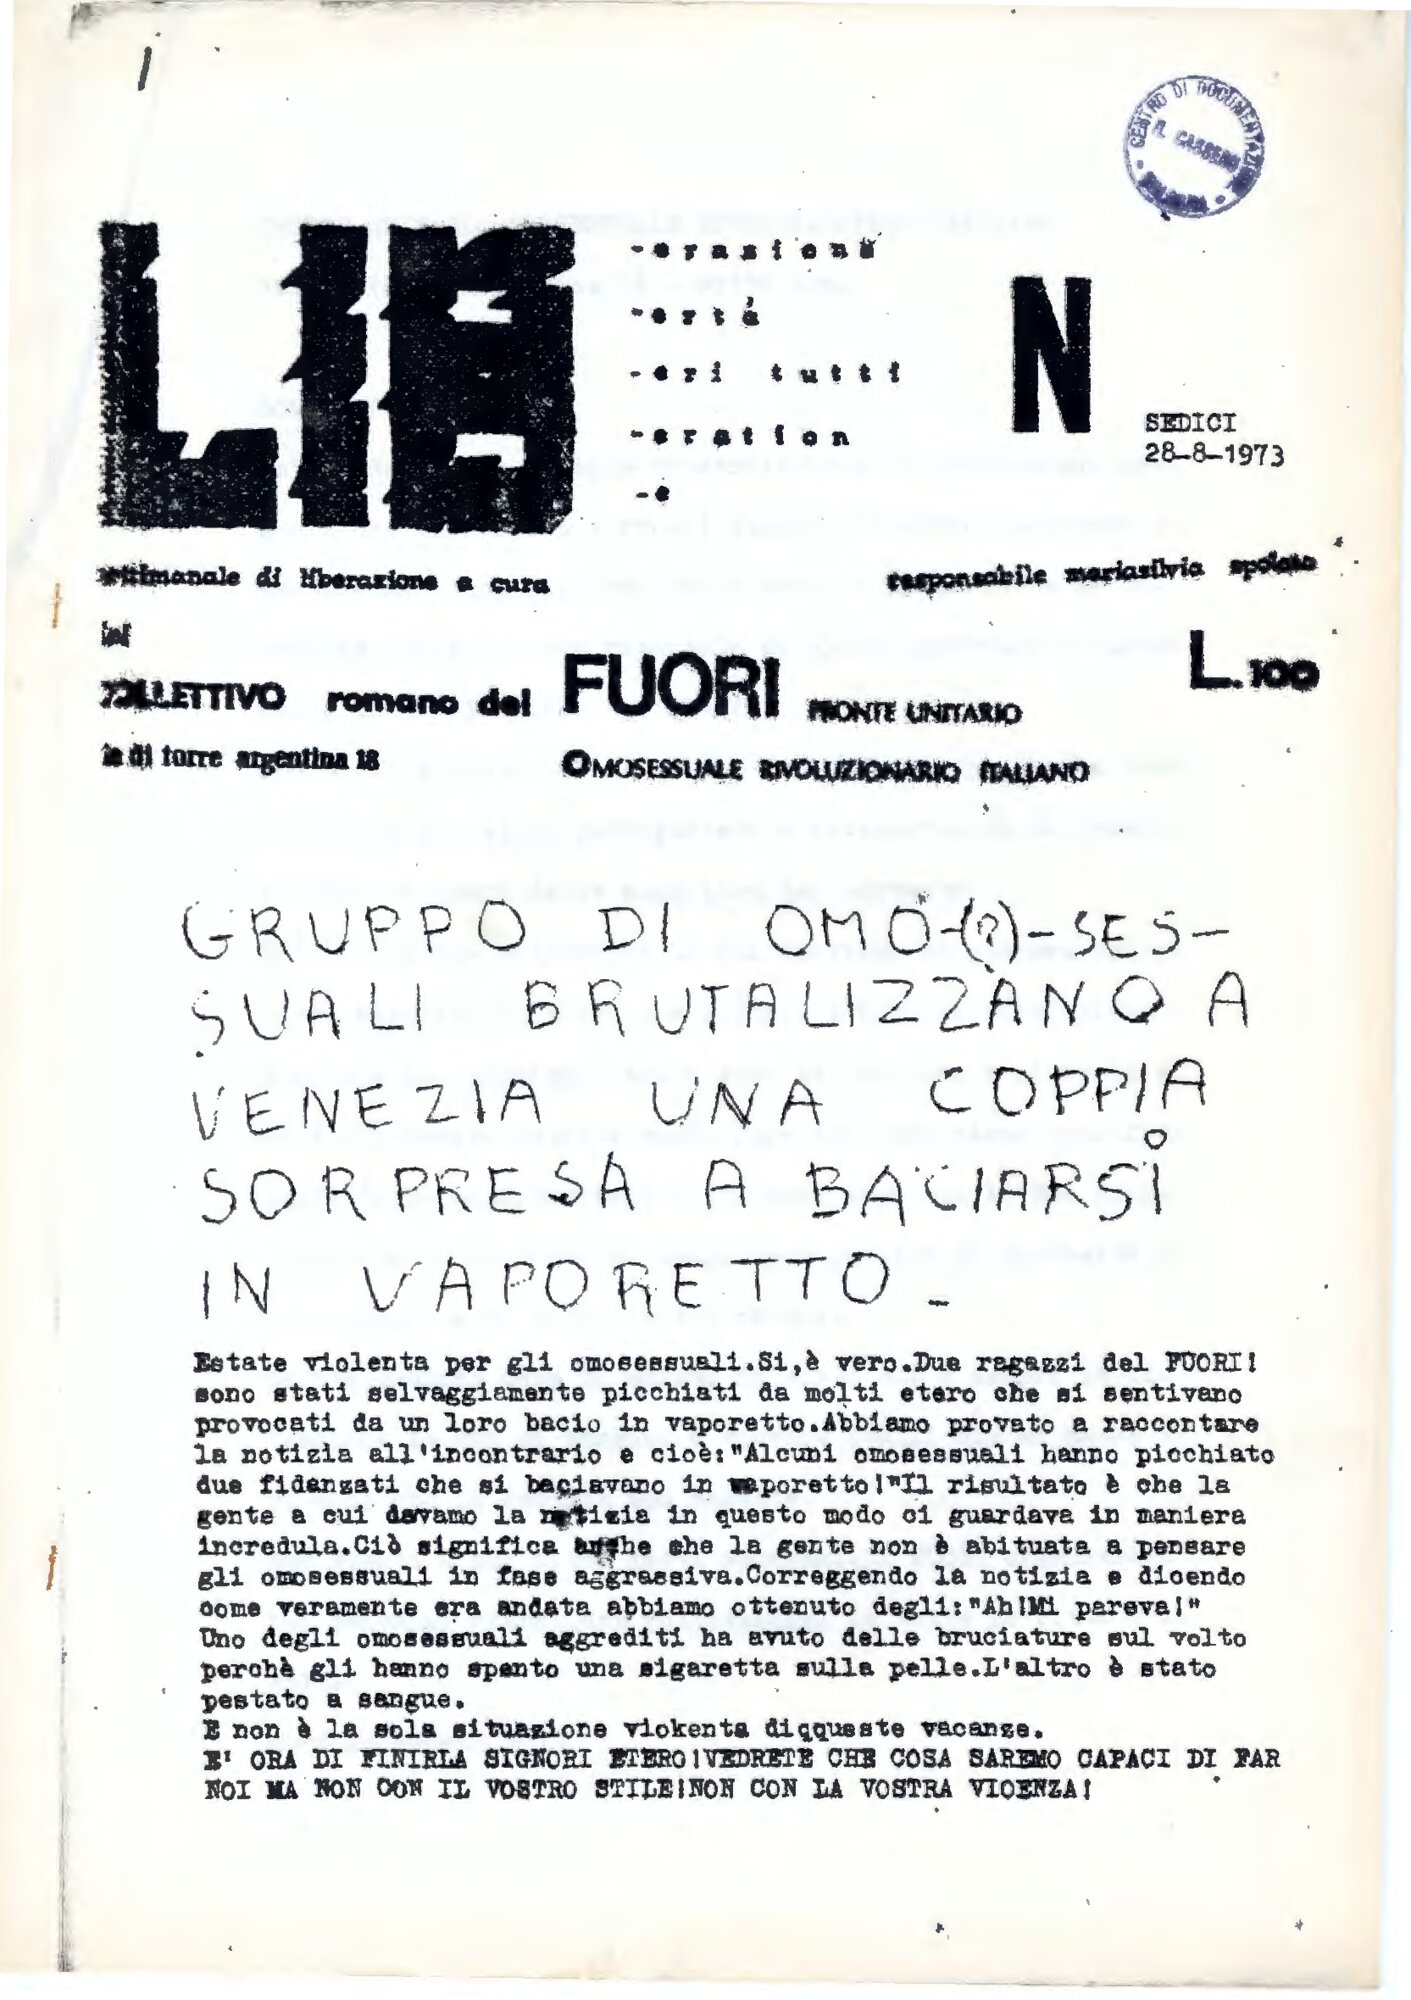 1
CENTRO DI DOCUMENTAZIONE
IL CASSERO
BOLOGNA
LIB
-erazione
-ertà
-eri tutti
-eration
-è
N
SEDICI
28-8-1973
settimanale di liberazione a cura
responsabile mariasilvia spolato
del
L.100
COLLETTIVO romano del FUORI FRONTE UNITARIO
le di torre argentina 18
OMOSESSUALE RIVOLUZIONARIO ITALIANO
GRUPPO DI OMO-(?)-SES-
SUALI BRUTALIZZANO A
VENEZIA UNA COPPIA
SORPRESA A BACIARSI
IN VAPORETTO -
Estate violenta per gli omosessuali.Si,è vero.Due ragazzi del FUORI!
sono stati selvaggiamente picchiati da molti etero che si sentivano
provocati da un loro bacio in vaporetto.Abbiamo provato a raccontare
la notizia all'incontrario e cioè:"Alcuni omosessuali hanno picchiato
due fidanzati che si baciavano in vaporetto!"Il risultato è che la
gente a cui davamo la notizia in questo modo ci guardava in maniera
incredula.Ciò significa anche che la gente non è abituata a pensare
gli omosessuali in fase aggrassiva.Correggendo la notizia e dicendo
come veramente era andata abbiamo ottenuto degli:"Ah!Mi pareva!"
Uno degli omosessuali aggrediti ha avuto delle bruciature sul volto
perchè gli hanno spento una sigaretta sulla pelle.L'altro è stato
pestato a sangue.
E non è la sola situazione viokenta diqqueste vacanze.
E' ORA DI FINIRLA SIGNORI ETERO!VEDRETE CHE COSA SAREMO CAPACI DI FAR
NOI MA NON CON IL VOSTRO STILE!NON CON LA VOSTRA VIOENZA!